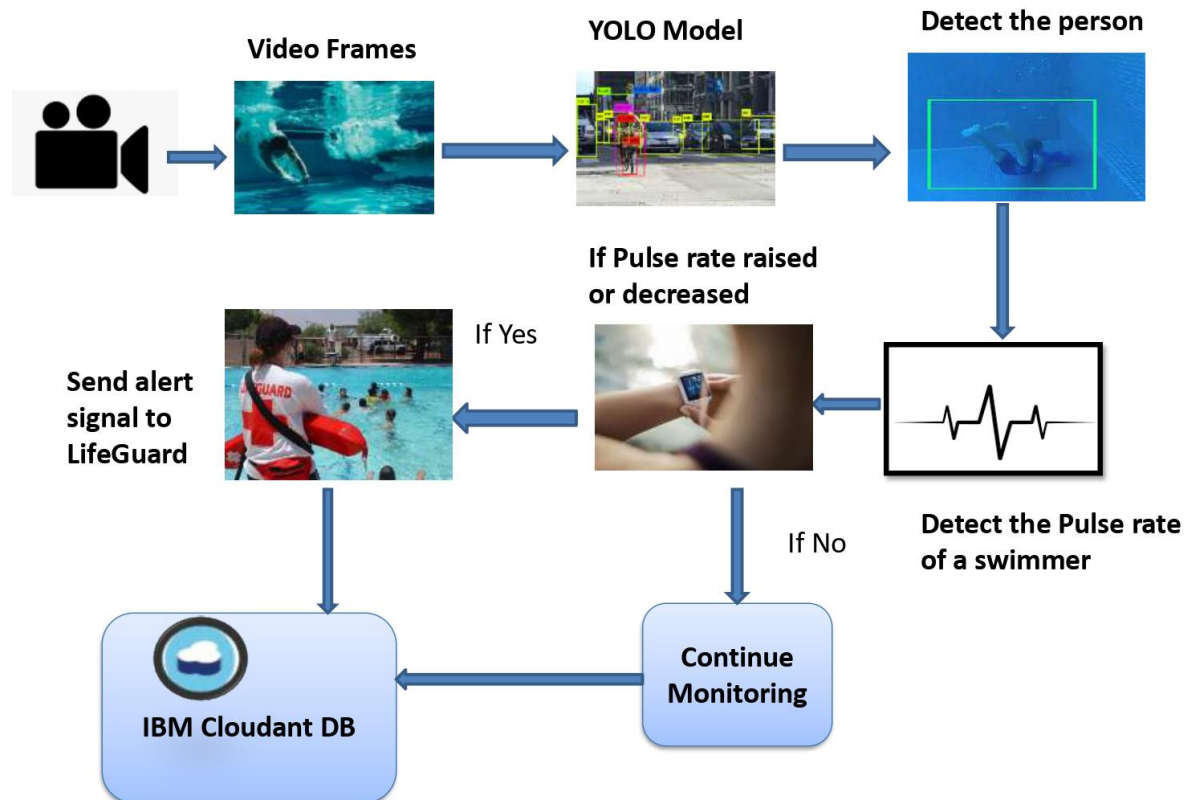 Video Frames
YOLO Model
Detect the person
If Pulse rate raised
or decreased
If Yes
Send alert
signal to
LifeGuard
LIFEGUARD
Detect the Pulse rate
of a swimmer
If No
Continue
Monitoring
IBM Cloudant DB